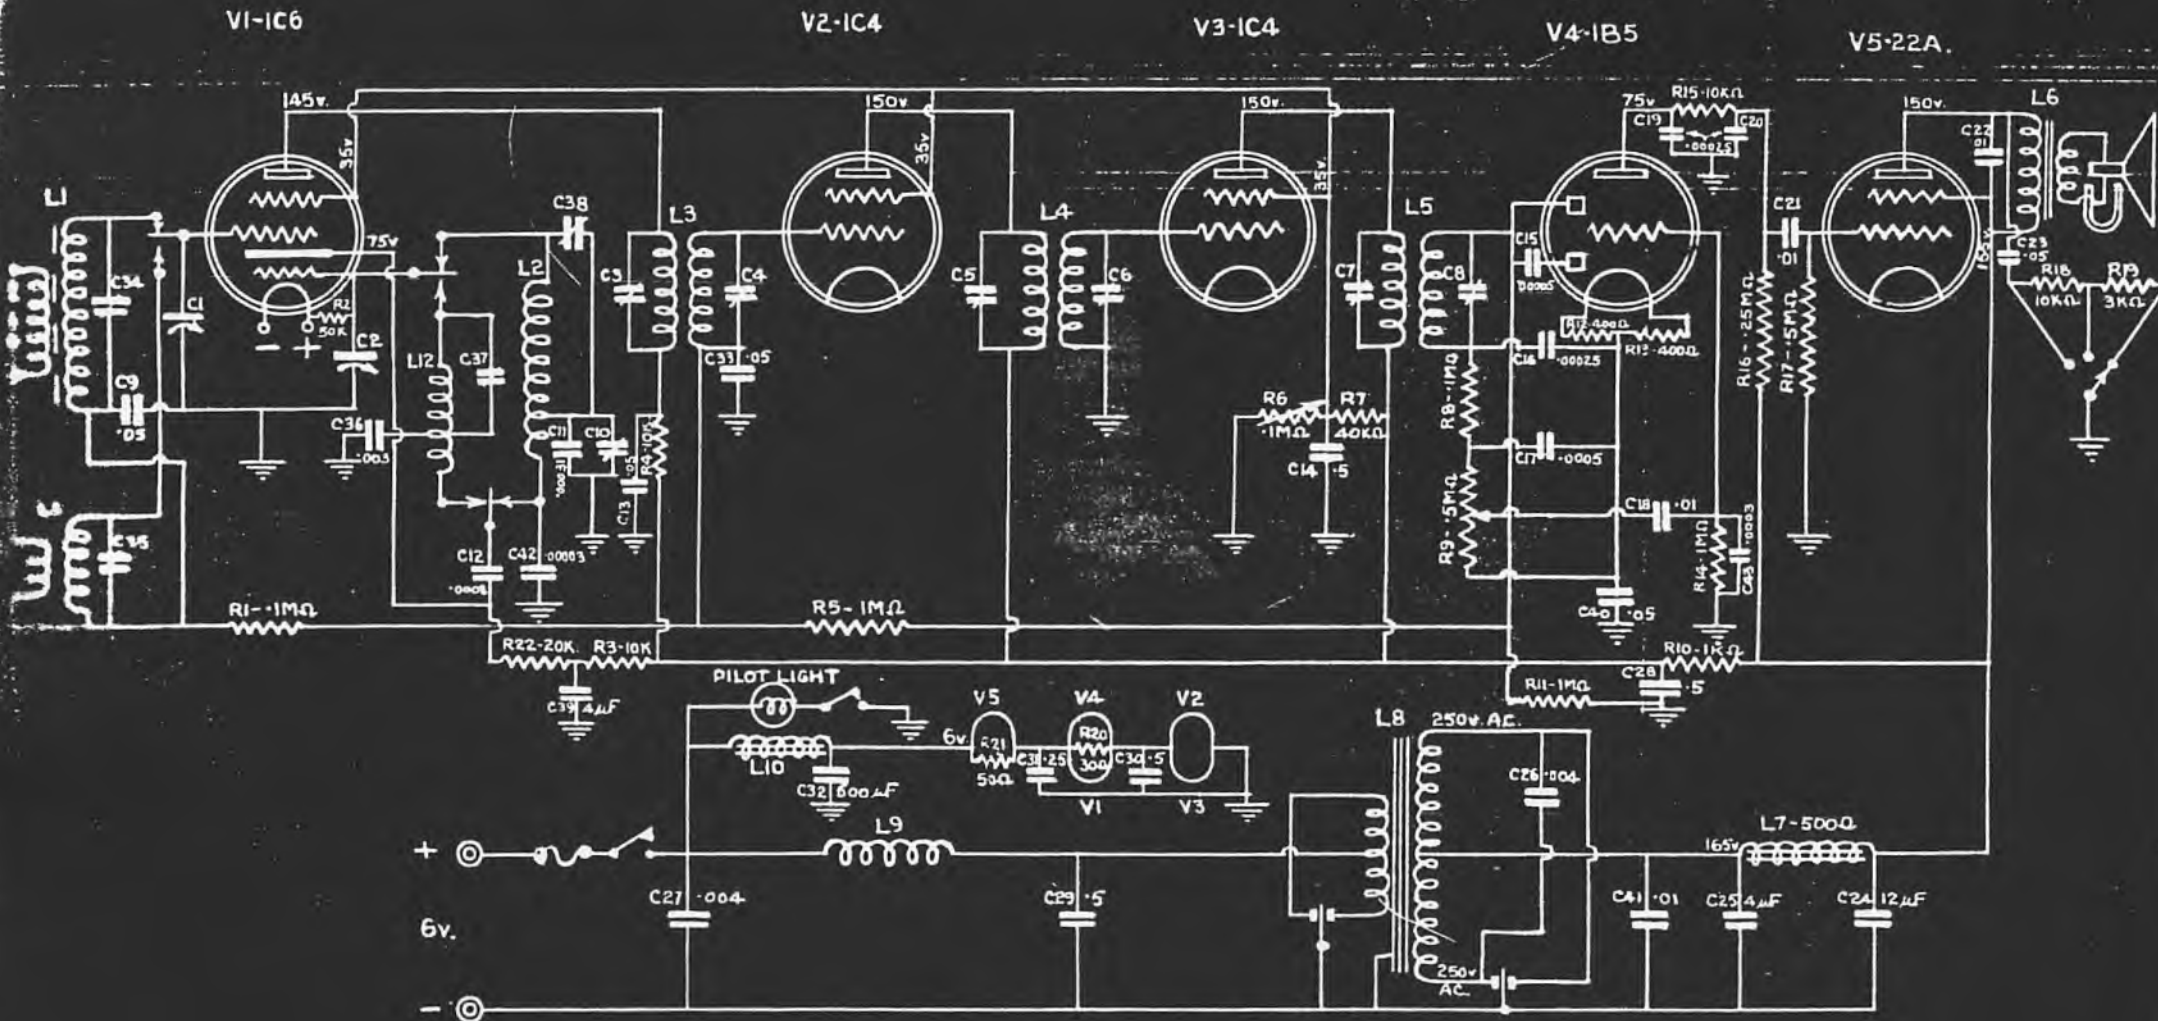 V1-1C6
V2-1C4
V3-1C4
V4-1B5
V5-22A.
145v.
35v
150v
35v
150v
35v.
75v
R15-10KΩ
C19
C20
.00025
150v.
C22
.01
L6
L1
C34
C1
75v
R2
50K
- +
C2
C9
.05
C38
L2
L12
C37
C36
.003
C11
.00031
C10
.05
C13
R4-10K
L3
C3
C4
C33 .05
L4
C5
C6
L5
C7
C8
C15
.00005
R12-400Ω
R13-400Ω
C16 .00025
R8-.1MΩ
C17 .0005
R9-.5MΩ
C18 .01
R14-1MΩ
C43 .0003
R6
.1MΩ
R7
40KΩ
C14 .5
C21
.01
R16-.25MΩ
R17-.5MΩ
165v
C23
.05
R18
10KΩ
R19
3KΩ
C35
C12
C42 .00003
R1-.1MΩ
R5-1MΩ
C40 .05
R22-20K
R3-10K
R10-1KΩ
C39 4µF
C28 .5
R11-1MΩ
PILOT LIGHT
L10
C32 600µF
6v.
V5
R21
50Ω
C31 .25
V4
R20
30Ω
V1
C30 .5
V2
V3
L8
250v. AC.
C26 .004
250v
AC.
+
L9
C27 .004
C29 .5
6v.
-
L7-500Ω
165v
C41 .01
C25 4µF
C24 12µF